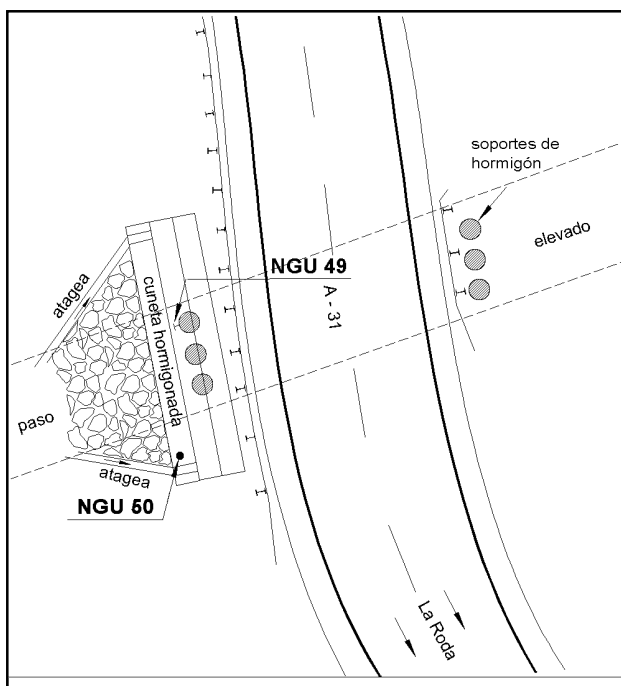 soportes de
hormigón
elevado
NGU 49
A - 31
atagea
cuneta hormigonada
paso
atagea
NGU 50
La Roda